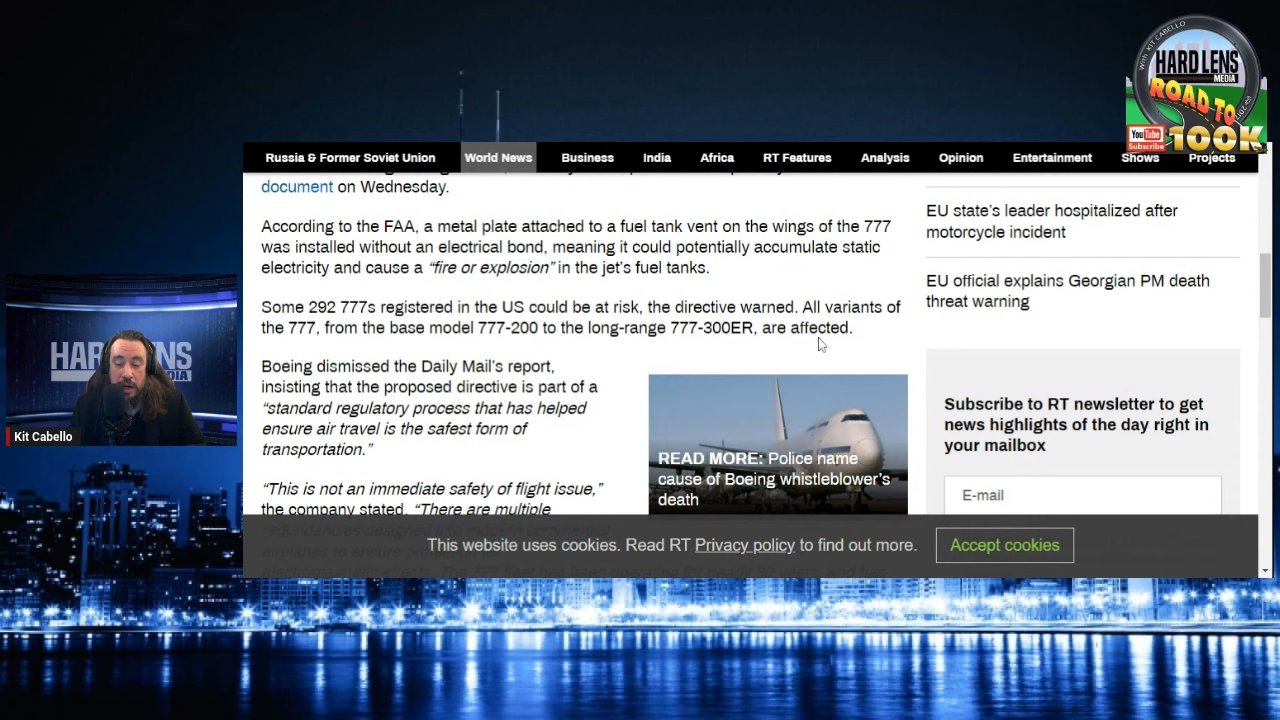 With KIT CABELLO
HARD LENS
MEDIA
ROAD TO
100K
YouTube
Subscribe
Russia & Former Soviet Union World News Business India Africa RT Features Analysis Opinion Entertainment Shows Projects
document on Wednesday.
According to the FAA, a metal plate attached to a fuel tank vent on the wings of the 777
was installed without an electrical bond, meaning it could potentially accumulate static
electricity and cause a “fire or explosion” in the jet’s fuel tanks.
Some 292 777s registered in the US could be at risk, the directive warned. All variants of
the 777, from the base model 777-200 to the long-range 777-300ER, are affected.
Boeing dismissed the Daily Mail’s report,
insisting that the proposed directive is part of a
“standard regulatory process that has helped
ensure air travel is the safest form of
transportation.”
“This is not an immediate safety of flight issue,”
the company stated. “There are multiple
READ MORE: Police name
cause of Boeing whistleblower’s
death
EU state’s leader hospitalized after
motorcycle incident
EU official explains Georgian PM death
threat warning
Subscribe to RT newsletter to get
news highlights of the day right in
your mailbox
E-mail
This website uses cookies. Read RT Privacy policy to find out more.
Accept cookies
Kit Cabello